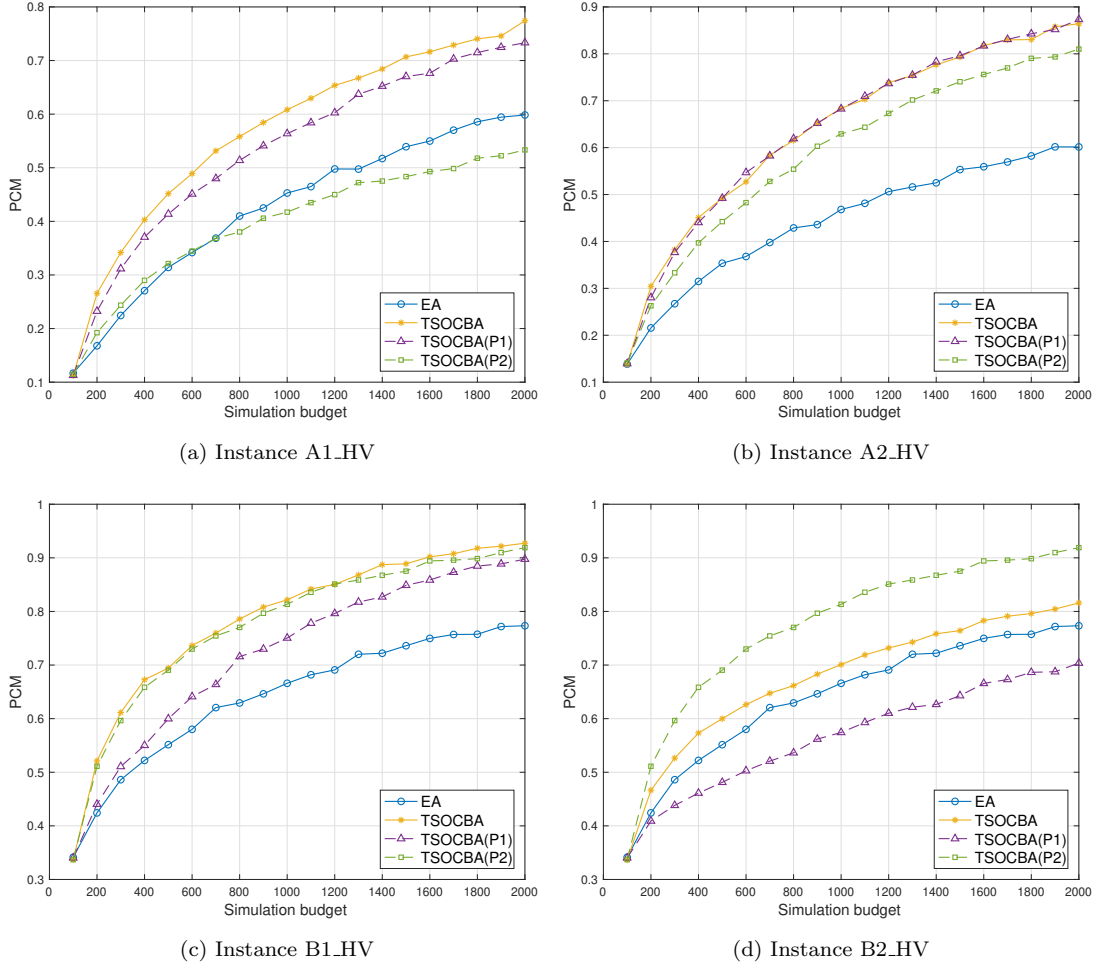 0.8
0.7
0.6
0.5
0.4
0.3
0.2
0.1
PCM
0 200 400 600 800 1000 1200 1400 1600 1800 2000
Simulation budget
EA
TSOCBA
TSOCBA(P1)
TSOCBA(P2)
(a) Instance A1_HV
0.9
0.8
0.7
0.6
0.5
0.4
0.3
0.2
0.1
PCM
0 200 400 600 800 1000 1200 1400 1600 1800 2000
Simulation budget
EA
TSOCBA
TSOCBA(P1)
TSOCBA(P2)
(b) Instance A2_HV
1
0.9
0.8
0.7
0.6
0.5
0.4
0.3
PCM
0 200 400 600 800 1000 1200 1400 1600 1800 2000
Simulation budget
EA
TSOCBA
TSOCBA(P1)
TSOCBA(P2)
(c) Instance B1_HV
1
0.9
0.8
0.7
0.6
0.5
0.4
0.3
PCM
0 200 400 600 800 1000 1200 1400 1600 1800 2000
Simulation budget
EA
TSOCBA
TSOCBA(P1)
TSOCBA(P2)
(d) Instance B2_HV